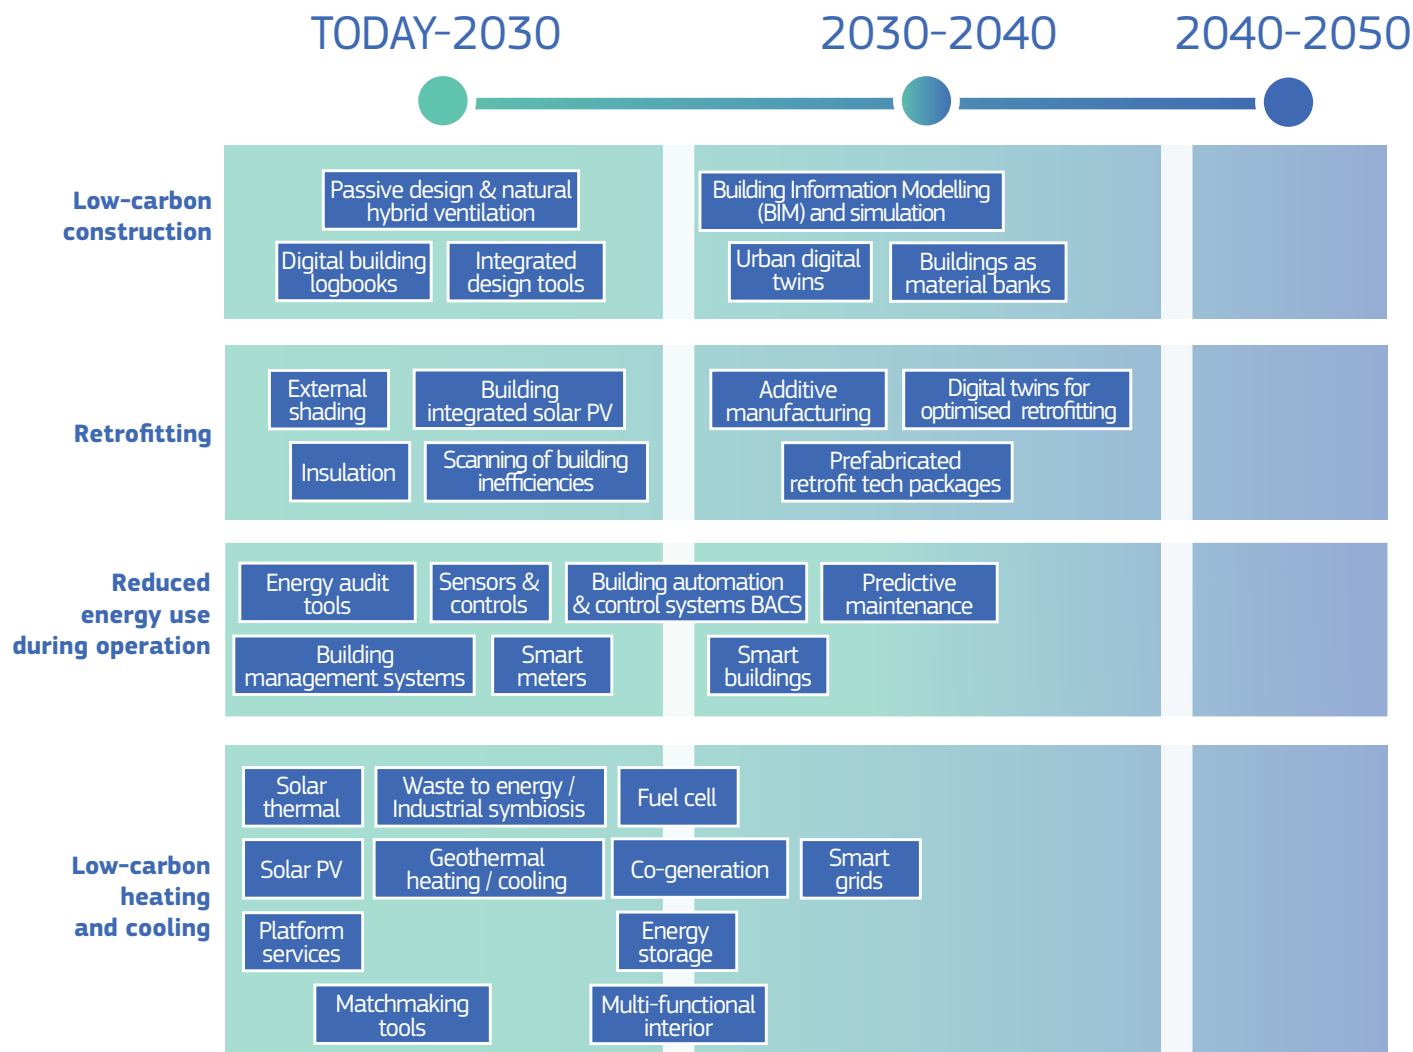 TODAY-2030
2030-2040
2040-2050
Low-carbon
construction
Passive design & natural
hybrid ventilation
Building Information Modelling
(BIM) and simulation
Digital building
logbooks
Integrated
design tools
Urban digital
twins
Buildings as
material banks
Retrofitting
External
shading
Building
integrated solar PV
Additive
manufacturing
Digital twins for
optimised retrofitting
Insulation
Scanning of building
inefficiencies
Prefabricated
retrofit tech packages
Reduced
energy use
during operation
Energy audit
tools
Sensors &
controls
Building automation
& control systems BACS
Predictive
maintenance
Building
management systems
Smart
meters
Smart
buildings
Low-carbon
heating
and cooling
Solar
thermal
Waste to energy /
Industrial symbiosis
Fuel cell
Solar PV
Geothermal
heating / cooling
Co-generation
Smart
grids
Platform
services
Energy
storage
Matchmaking
tools
Multi-functional
interior